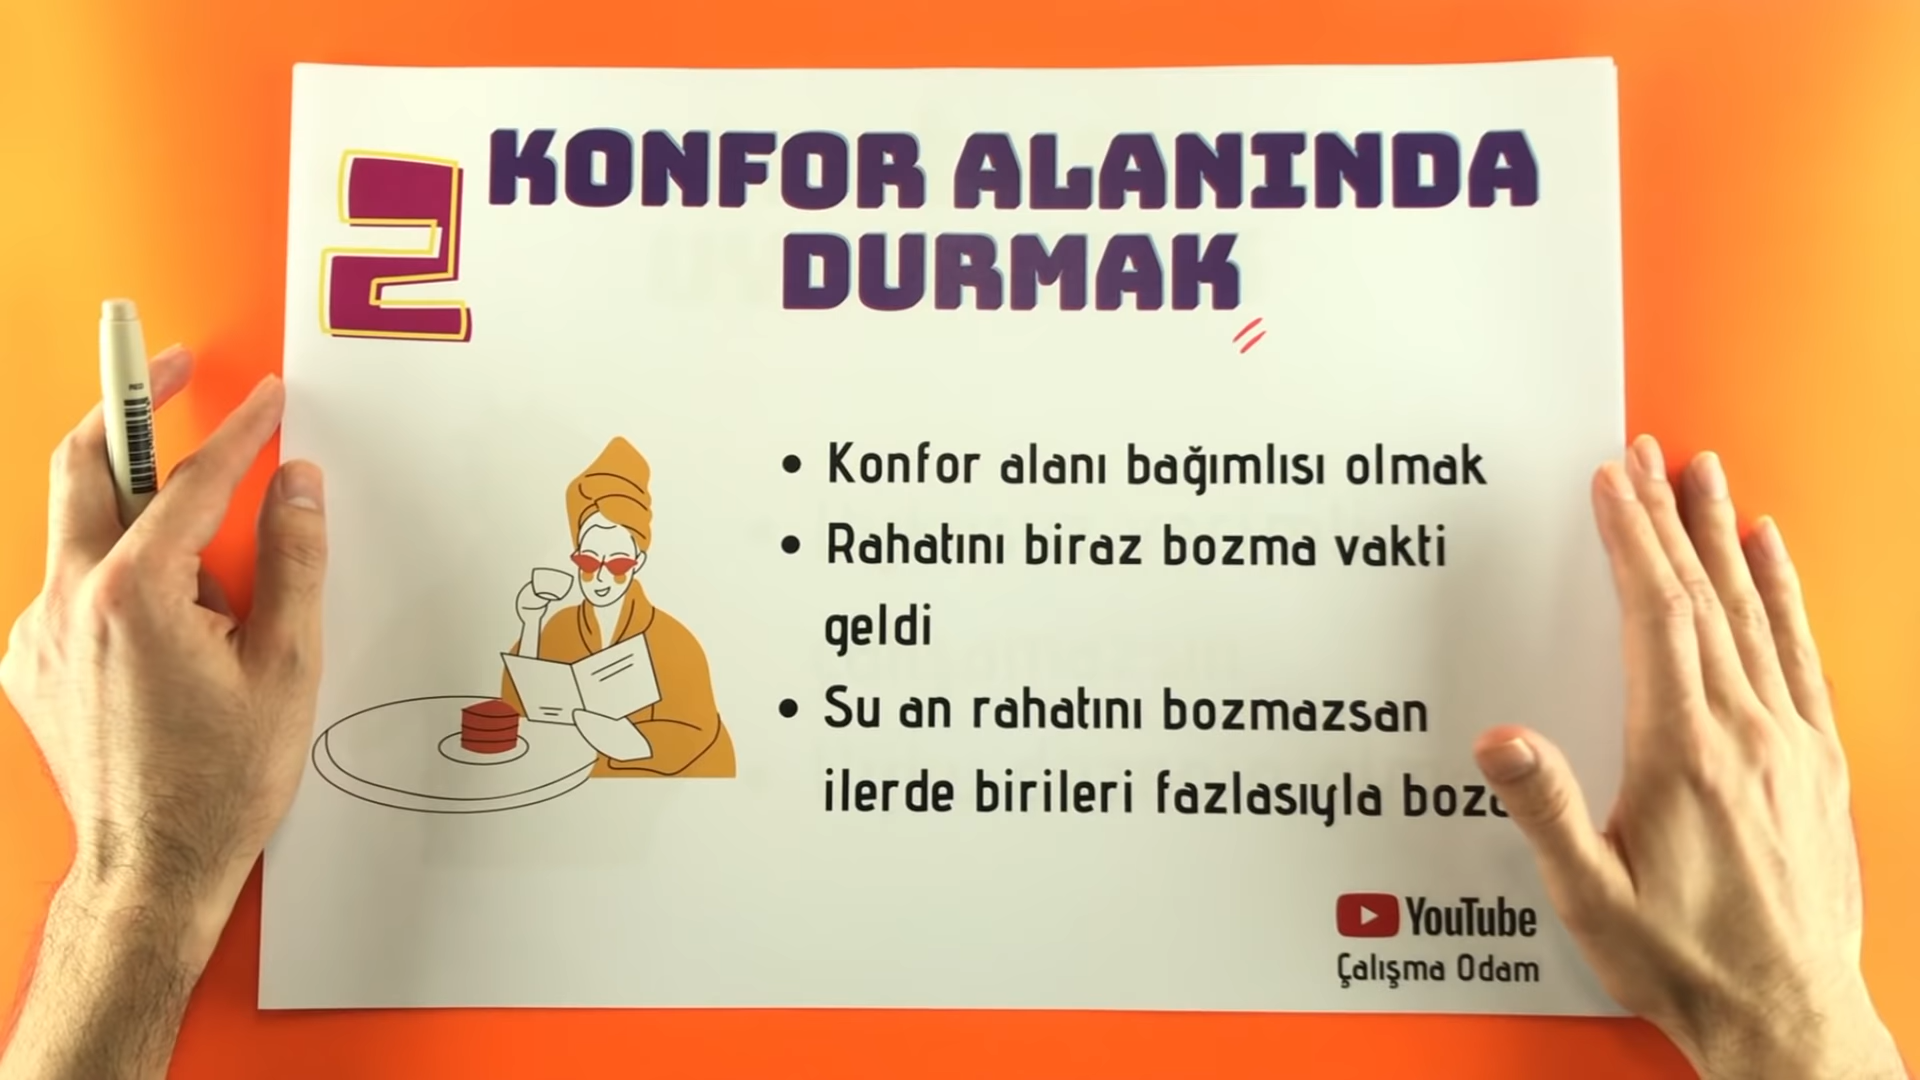 2
KONFOR ALANINDA
DURMAK
Konfor alanı bağımlısı olmak
Rahatını biraz bozma vakti
geldi
Su an rahatını bozmazsan
ilerde birileri fazlasıyla
YouTube
Çalışma Odam